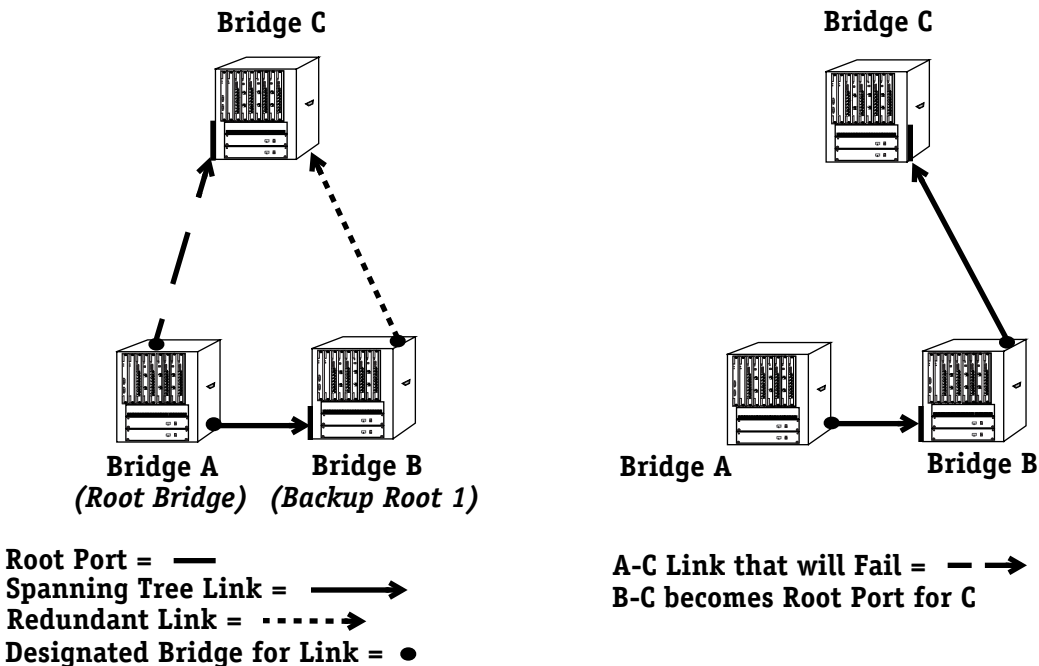 Bridge C
Bridge A
(Root Bridge)
Bridge B
(Backup Root 1)
Root Port =
Spanning Tree Link =
Redundant Link =
Designated Bridge for Link =
Bridge C
Bridge A
Bridge B
A-C Link that will Fail =
B-C becomes Root Port for C